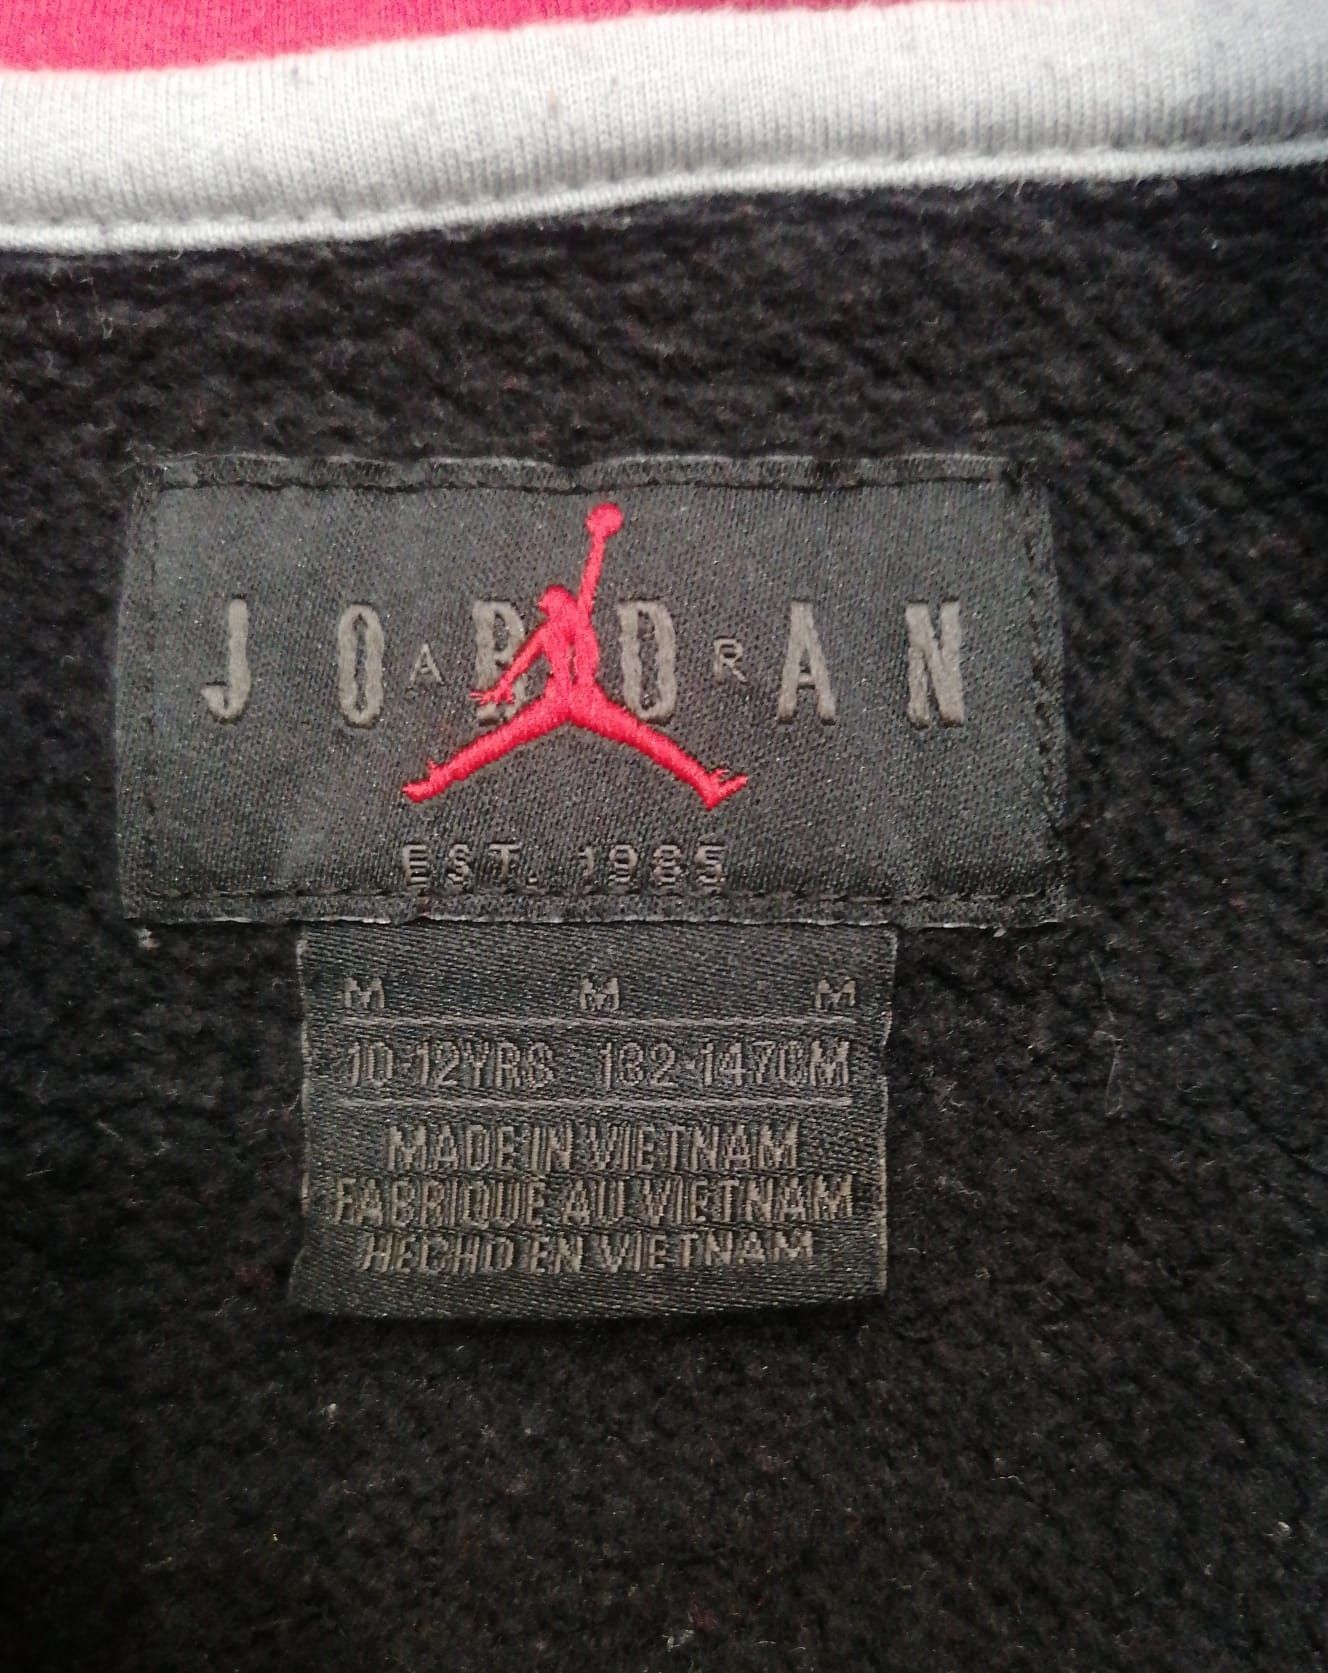 JORDAN
AIR
EST. 1985
M M M
10-12YRS 132-147CM
MADE IN VIETNAM
FABRIQUE AU VIETNAM
HECHO EN VIETNAM